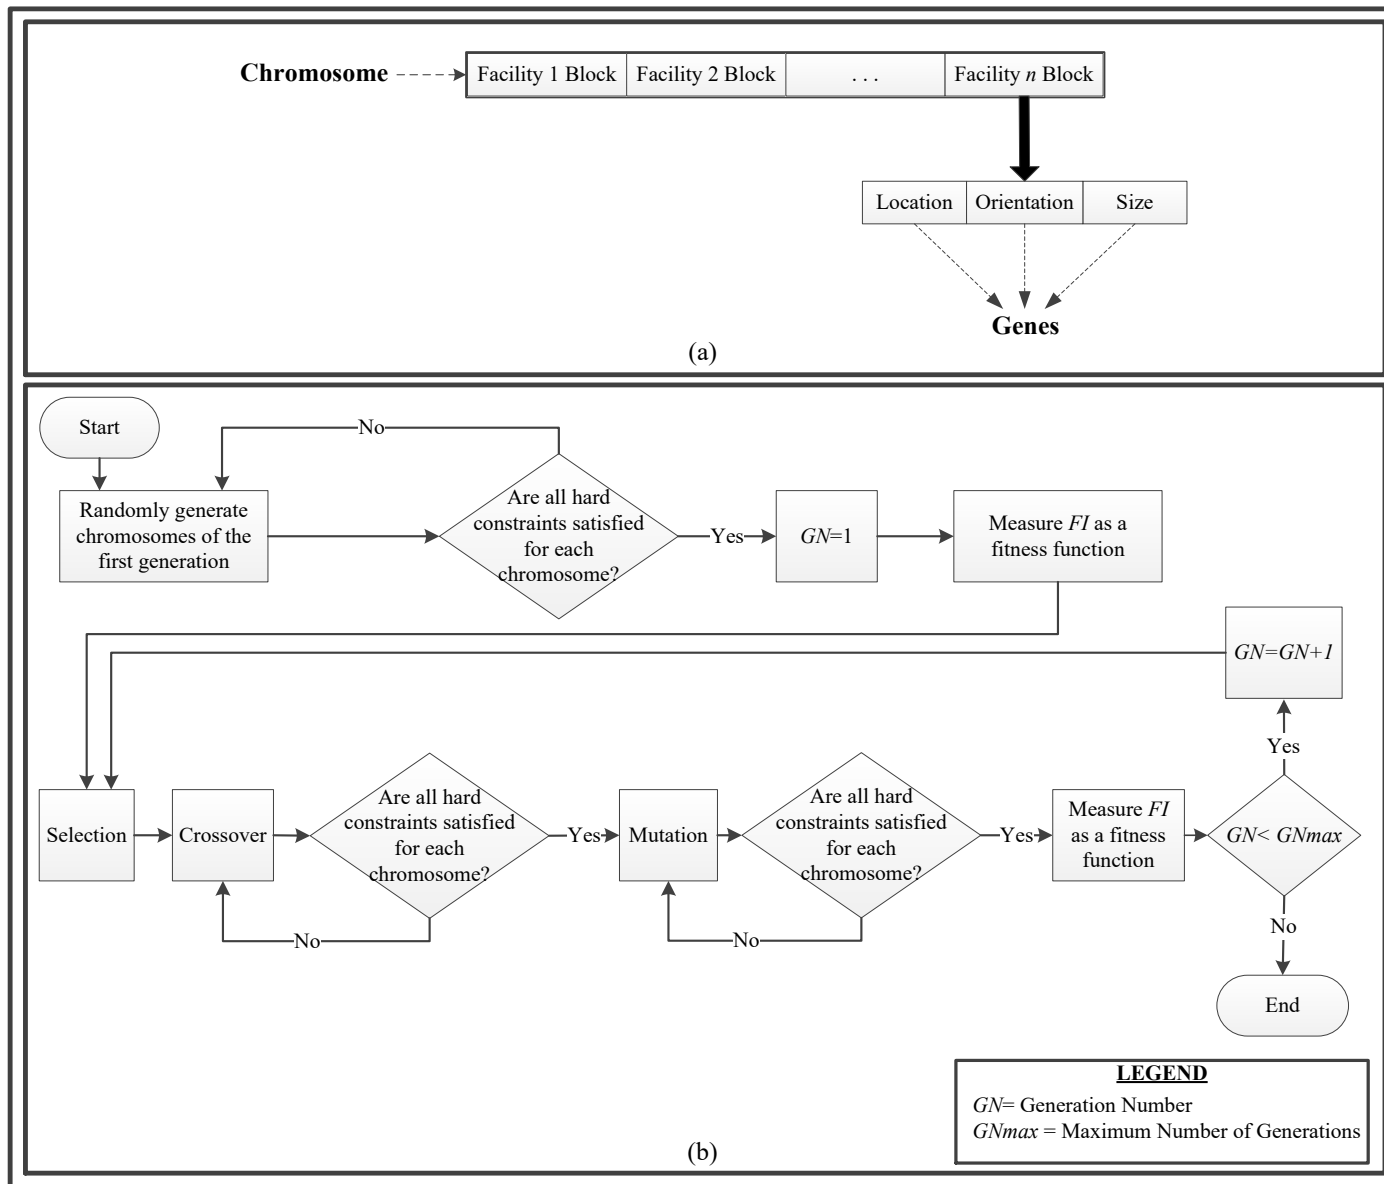 Chromosome
Facility 1 Block
Facility 2 Block
. . .
Facility n Block
Location
Orientation
Size
Genes
(a)
Start
No
Randomly generate
chromosomes of the
first generation
Are all hard
constraints satisfied
for each
chromosome?
Yes
GN=1
Measure FI as a
fitness function
GN=GN+1
Yes
Selection
Crossover
Are all hard
constraints satisfied
for each
chromosome?
Yes
No
Mutation
Are all hard
constraints satisfied
for each
chromosome?
Yes
No
Measure FI
as a fitness
function
GN< GNmax
No
End
LEGEND
GN= Generation Number
GNmax = Maximum Number of Generations
(b)